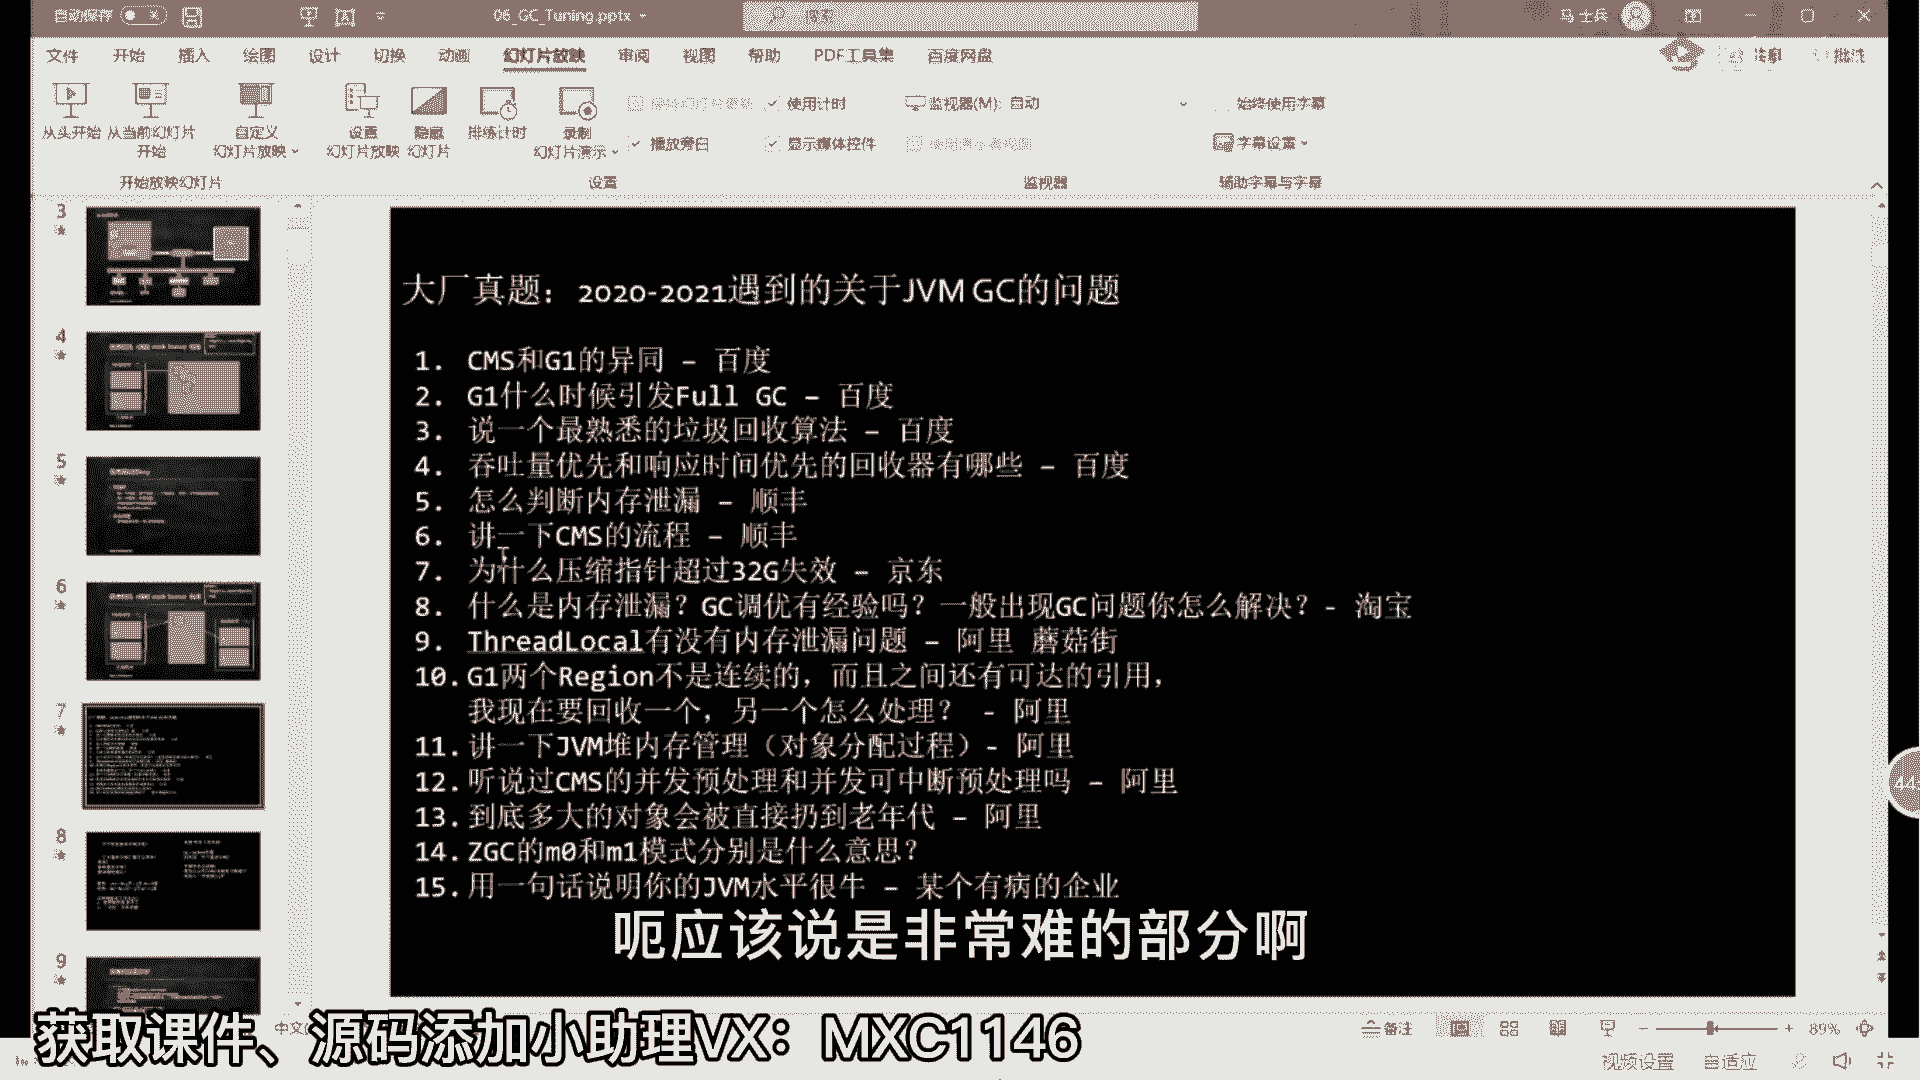 自动保存
06_GC_Tuning.pptx
搜索
马 士兵
文件 开始 插入 绘图 设计 切换 动画 幻灯片放映 审阅 视图 帮助 PDF工具集 百度网盘
批注
从头开始
从当前幻灯片
开始
自定义
幻灯片放映
设置
幻灯片放映
隐藏
幻灯片
排练计时
录制
幻灯片演示
使用计时
播放旁白
显示媒体控件
监视器(M): 自动
始终使用字幕
字幕设置
开始放映幻灯片
设置
监视器
辅助字幕与字幕
3
4
5
6
7
8
9
大厂真题：2020-2021遇到的关于JVM GC的问题
1. CMS和G1的异同 – 百度
2. G1什么时候引发Full GC – 百度
3. 说一个最熟悉的垃圾回收算法 – 百度
4. 吞吐量优先和响应时间优先的回收器有哪些 – 百度
5. 怎么判断内存泄漏 – 顺丰
6. 讲一下CMS的流程 – 顺丰
7. 为什么压缩指针超过32G失效 – 京东
8. 什么是内存泄漏？GC调优有经验吗？一般出现GC问题你怎么解决？- 淘宝
9. ThreadLocal有没有内存泄漏问题 – 阿里 蘑菇街
10.G1两个Region不是连续的，而且之间还有可达的引用，
我现在要回收一个，另一个怎么处理？ - 阿里
11.讲一下JVM堆内存管理（对象分配过程）- 阿里
12.听说过CMS的并发预处理和并发可中断预处理吗 – 阿里
13.到底多大的对象会被直接扔到老年代 – 阿里
14.ZGC的m0和m1模式分别是什么意思？
15.用一句话说明你的JVM水平很牛 – 某个有病的企业
呃应该说是非常难的部分啊
44
获取课件、源码添加小助理VX：MXC1146
备注
89%
视频设置 自适应